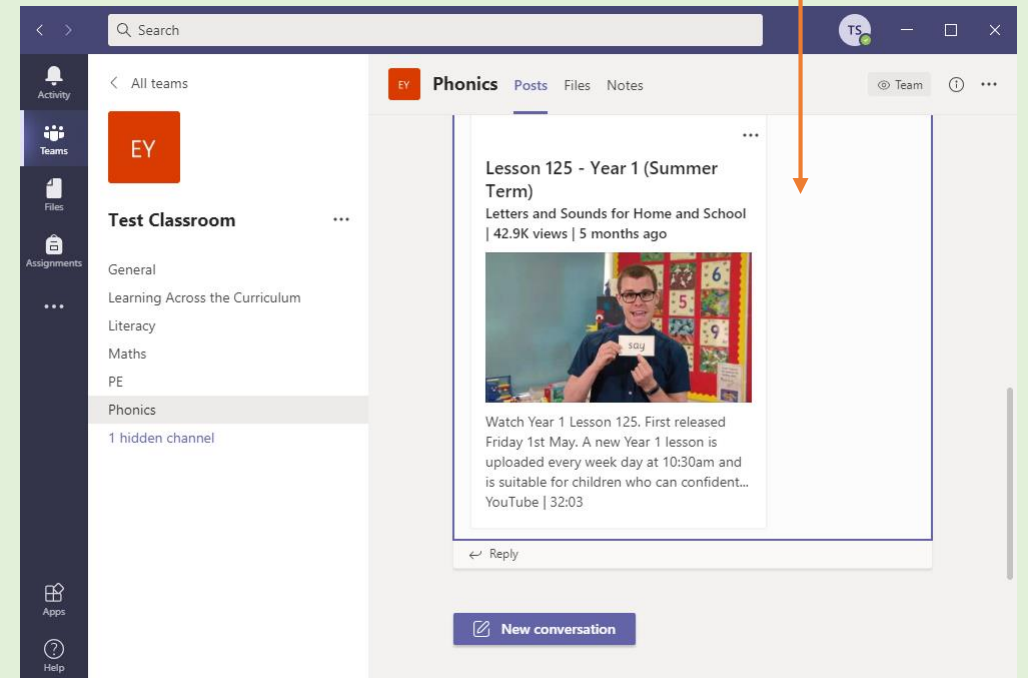 Search
TS
Activity
Teams
Files
Assignments
Apps
Help
All teams
EY
Test Classroom
General
Learning Across the Curriculum
Literacy
Maths
PE
Phonics
1 hidden channel
EY Phonics Posts Files Notes
Team
Lesson 125 - Year 1 (Summer
Term)
Letters and Sounds for Home and School
| 42.9K views | 5 months ago
6
5
9
say
Watch Year 1 Lesson 125. First released
Friday 1st May. A new Year 1 lesson is
uploaded every week day at 10:30am and
is suitable for children who can confident...
YouTube | 32:03
Reply
New conversation